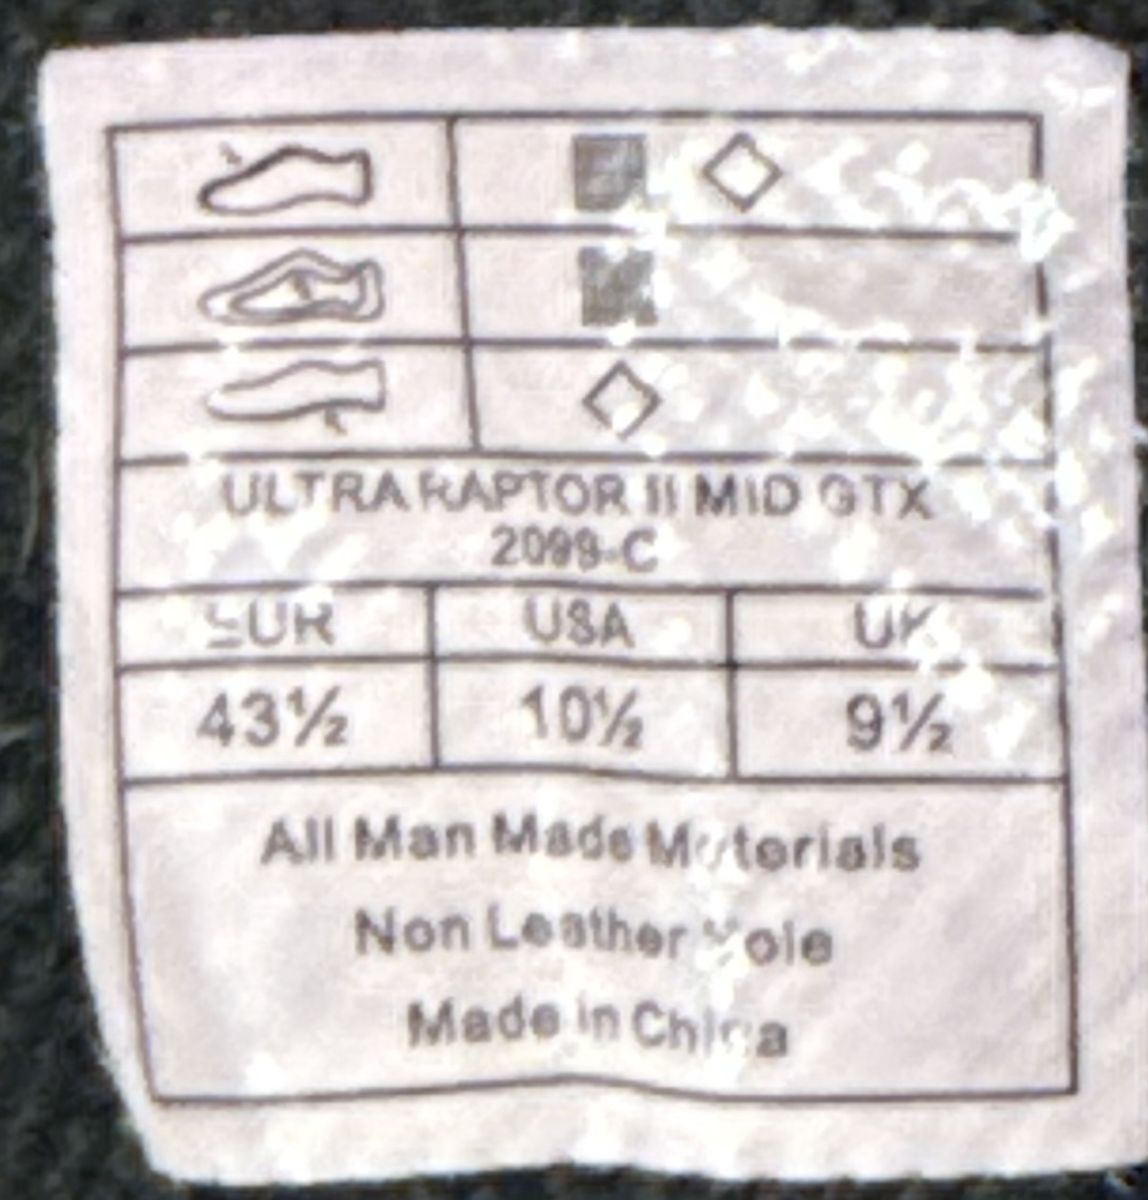 ULTRA RAPTOR II MID GTX
2099-C
EUR USA UK
43½ 10½ 9½
All Man Made Materials
Non Leather Sole
Made in China